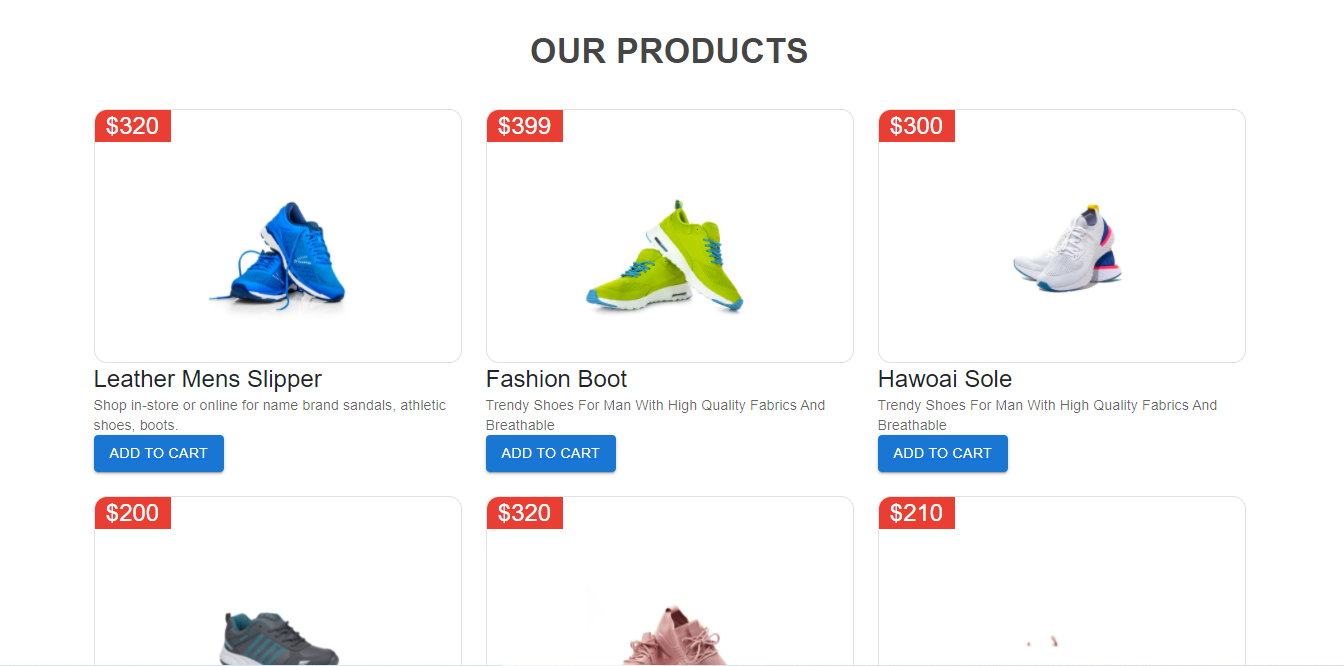 OUR PRODUCTS
$320
$399
$300
Leather Mens Slipper
Shop in-store or online for name brand sandals, athletic
shoes, boots.
ADD TO CART
Fashion Boot
Trendy Shoes For Man With High Quality Fabrics And
Breathable
ADD TO CART
Hawoai Sole
Trendy Shoes For Man With High Quality Fabrics And
Breathable
ADD TO CART
$200
$320
$210